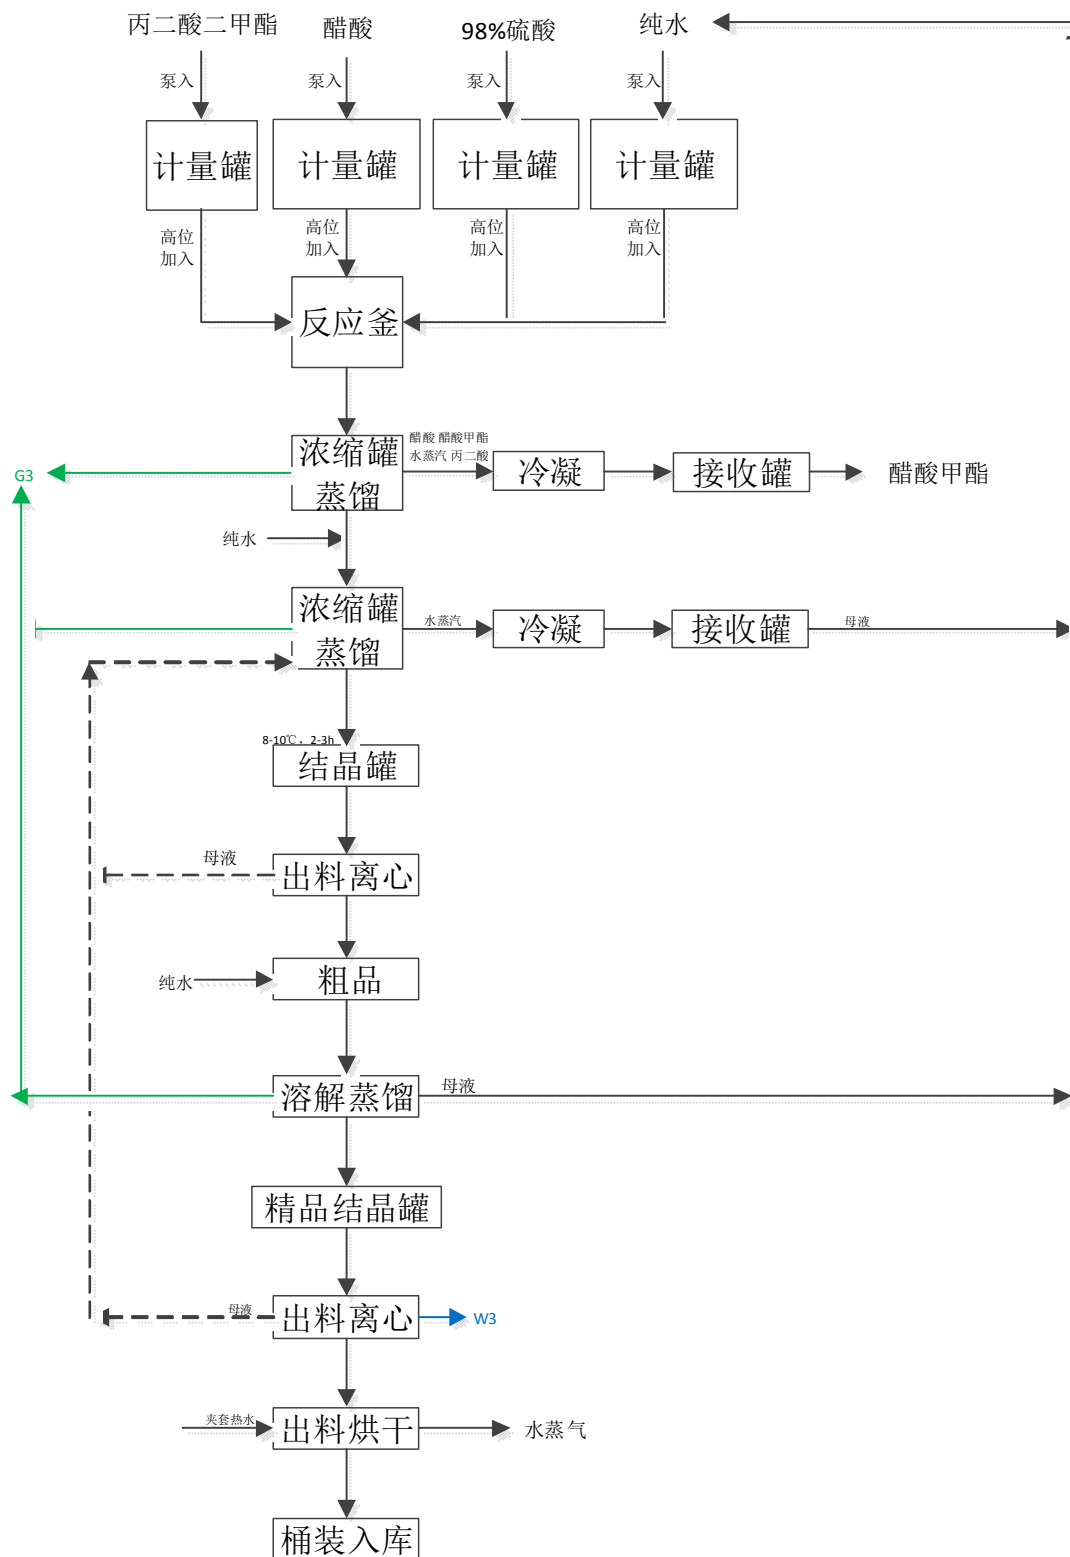 丙二酸二甲酯
醋酸
98%硫酸
纯水
泵入
泵入
泵入
泵入
计量罐
计量罐
计量罐
计量罐
高位
加入
高位
加入
高位
加入
高位
加入
反应釜
浓缩罐
蒸馏
醋酸 醋酸甲酯
水蒸汽 丙二酸
冷凝
接收罐
醋酸甲酯
G3
纯水
浓缩罐
蒸馏
水蒸汽
冷凝
接收罐
母液
8-10℃，2-3h
结晶罐
母液
出料离心
纯水
粗品
溶解蒸馏
母液
精品结晶罐
母液
出料离心
W3
夹套热水
出料烘干
水蒸气
桶装入库